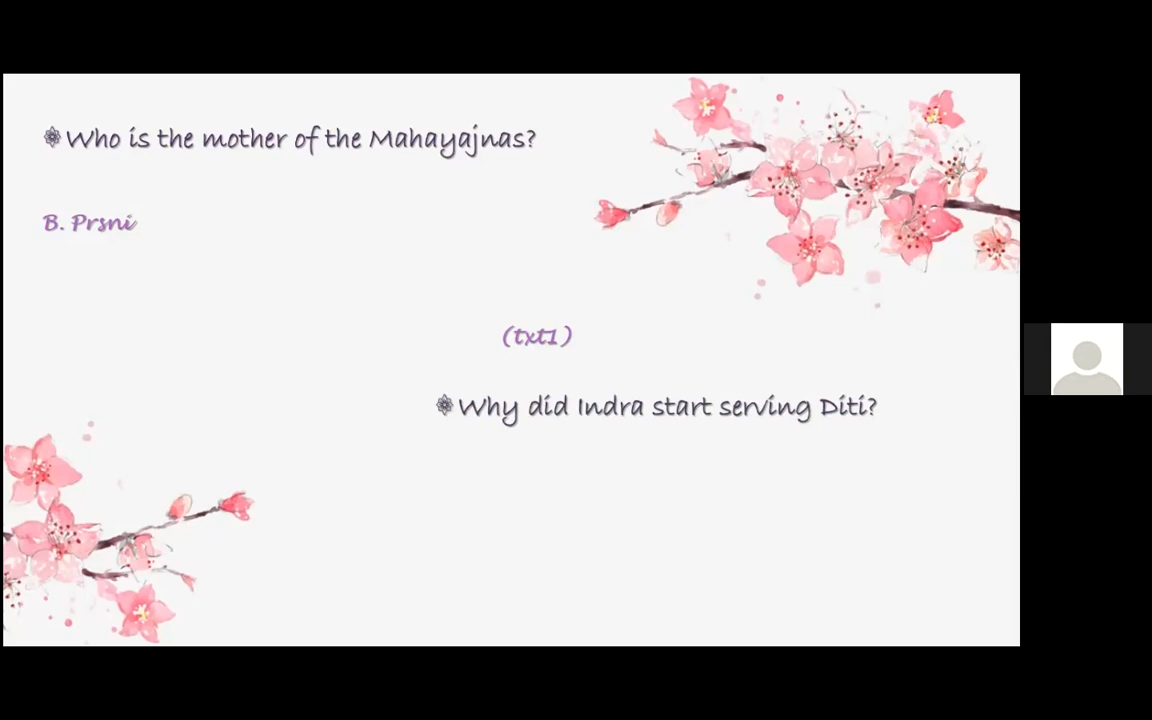 Who is the mother of the Mahayajnas?
B. Prsni
(txt1)
Why did Indra start serving Diti?